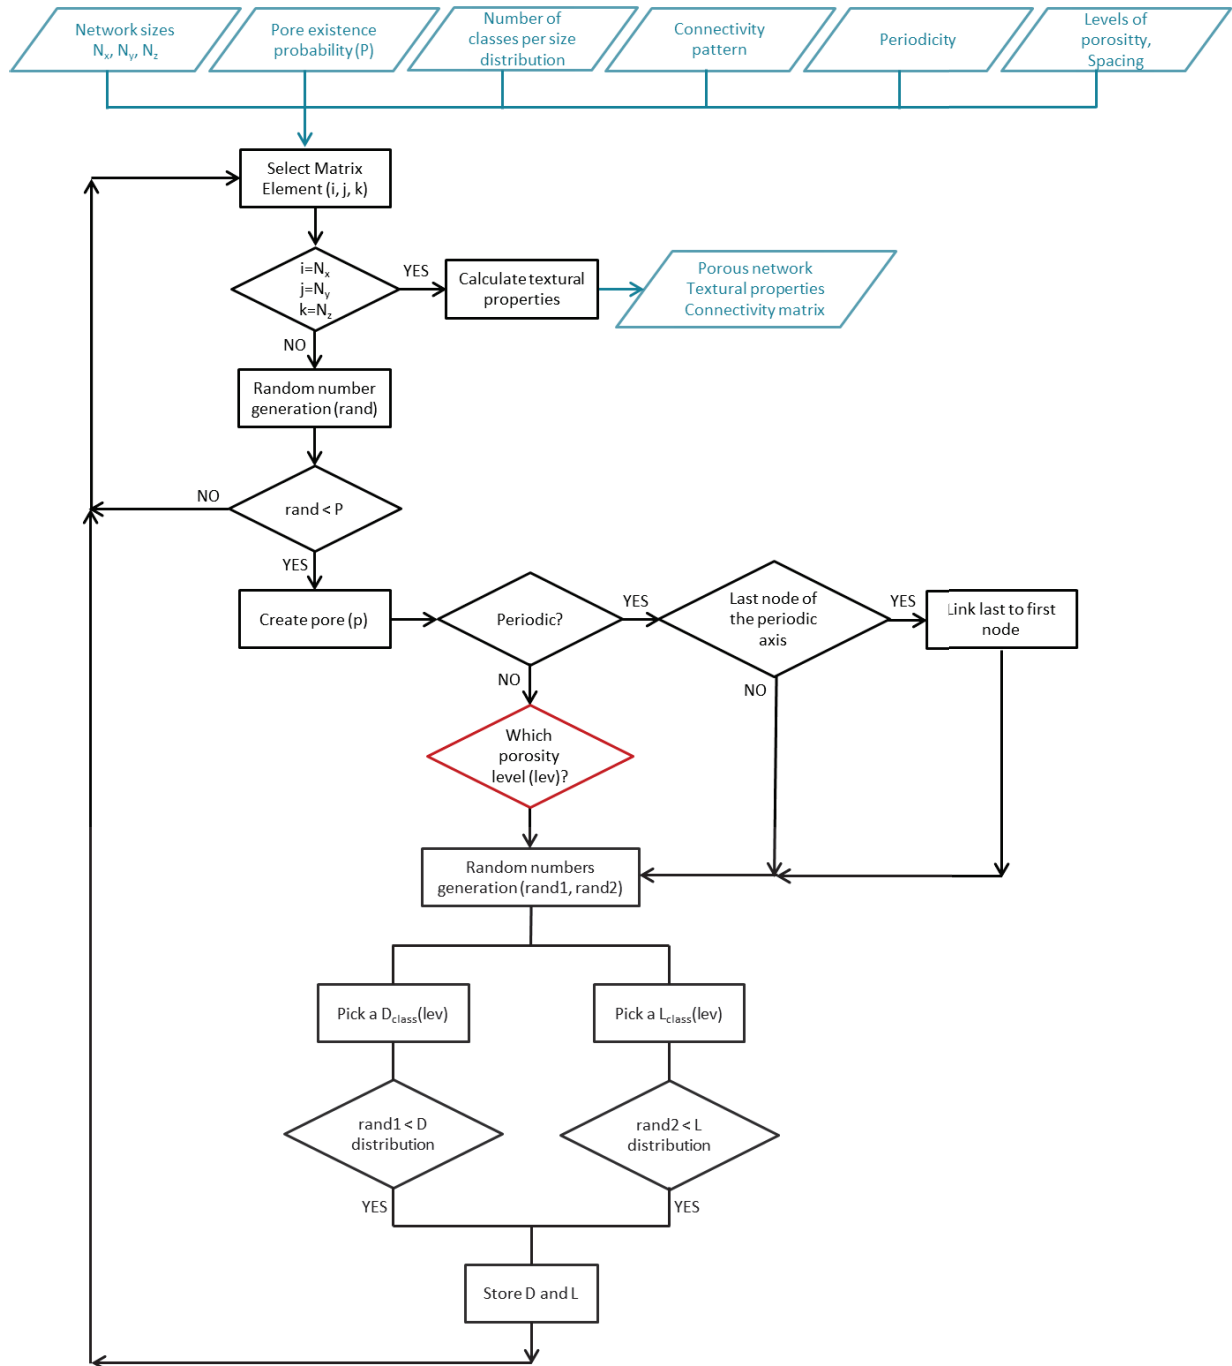 Network sizes
Nx, Ny, Nz
Pore existence
probability (P)
Number of
classes per size
distribution
Connectivity
pattern
Periodicity
Levels of
porositty,
Spacing
Select Matrix
Element (i, j, k)
i=Nx
j=Ny
k=Nz
YES
Calculate textural
properties
Porous network
Textural properties
Connectivity matrix
NO
Random number
generation (rand)
NO
rand < P
YES
Create pore (p)
Periodic?
YES
Last node of
the periodic
axis
YES
Link last to first
node
NO
NO
Which
porosity
level (lev)?
Random numbers
generation (rand1, rand2)
Pick a Dclass(lev)
Pick a Lclass(lev)
rand1 < D
distribution
rand2 < L
distribution
YES
YES
Store D and L